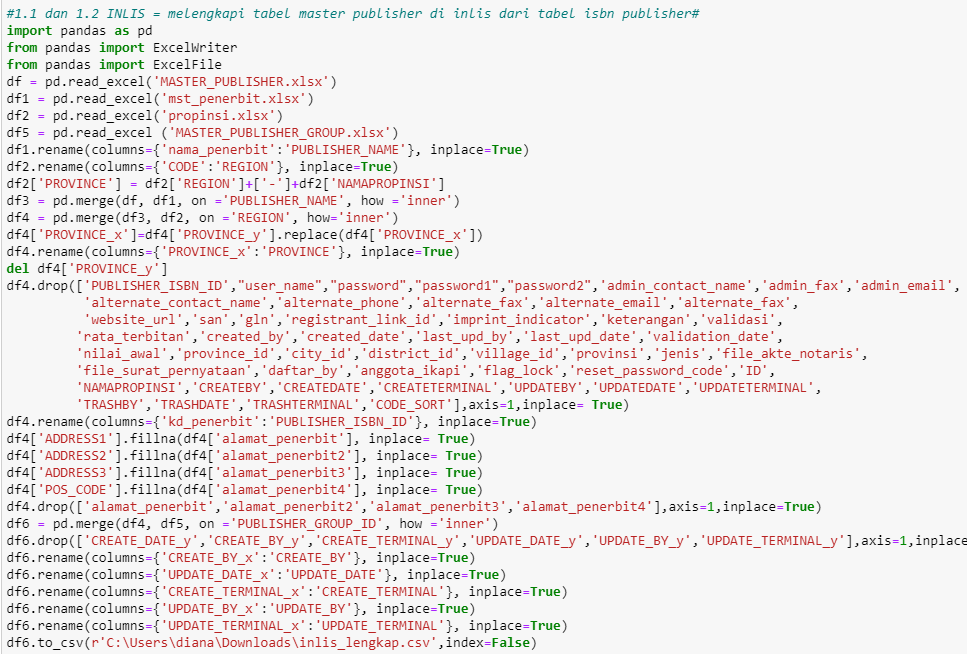 #1.1 dan 1.2 INLIS = melengkapi tabel master publisher di inlis dari tabel isbn publisher#
import pandas as pd
from pandas import ExcelWriter
from pandas import ExcelFile
df = pd.read_excel('MASTER_PUBLISHER.xlsx')
df1 = pd.read_excel('mst_penerbit.xlsx')
df2 = pd.read_excel('propinsi.xlsx')
df5 = pd.read_excel ('MASTER_PUBLISHER_GROUP.xlsx')
df1.rename(columns={'nama_penerbit':'PUBLISHER_NAME'}, inplace=True)
df2.rename(columns={'CODE':'REGION'}, inplace=True)
df2['PROVINCE'] = df2['REGION']+['-']+df2['NAMAPROPINSI']
df3 = pd.merge(df, df1, on ='PUBLISHER_NAME', how ='inner')
df4 = pd.merge(df3, df2, on ='REGION', how='inner')
df4['PROVINCE_x']=df4['PROVINCE_y'].replace(df4['PROVINCE_x'])
df4.rename(columns={'PROVINCE_x':'PROVINCE'}, inplace=True)
del df4['PROVINCE_y']
df4.drop(['PUBLISHER_ISBN_ID',"user_name","password","password1","password2",'admin_contact_name','admin_fax','admin_email',
'alternate_contact_name','alternate_phone','alternate_fax','alternate_email','alternate_fax',
'website_url','san','gln','registrant_link_id','imprint_indicator','keterangan','validasi',
'rata_terbitan','created_by','created_date','last_upd_by','last_upd_date','validation_date',
'nilai_awal','province_id','city_id','district_id','village_id','provinsi','jenis','file_akte_notaris',
'file_surat_pernyataan','daftar_by','anggota_ikapi','flag_lock','reset_password_code','ID',
'NAMAPROPINSI','CREATEBY','CREATEDATE','CREATETERMINAL','UPDATEBY','UPDATEDATE','UPDATETERMINAL',
'TRASHBY','TRASHDATE','TRASHTERMINAL','CODE_SORT'],axis=1,inplace= True)
df4.rename(columns={'kd_penerbit':'PUBLISHER_ISBN_ID'}, inplace=True)
df4['ADDRESS1'].fillna(df4['alamat_penerbit'], inplace= True)
df4['ADDRESS2'].fillna(df4['alamat_penerbit2'], inplace= True)
df4['ADDRESS3'].fillna(df4['alamat_penerbit3'], inplace= True)
df4['POS_CODE'].fillna(df4['alamat_penerbit4'], inplace= True)
df4.drop(['alamat_penerbit','alamat_penerbit2','alamat_penerbit3','alamat_penerbit4'],axis=1,inplace=True)
df6 = pd.merge(df4, df5, on ='PUBLISHER_GROUP_ID', how ='inner')
df6.drop(['CREATE_DATE_y','CREATE_BY_y','CREATE_TERMINAL_y','UPDATE_DATE_y','UPDATE_BY_y','UPDATE_TERMINAL_y'],axis=1,inplace
df6.rename(columns={'CREATE_BY_x':'CREATE_BY'}, inplace=True)
df6.rename(columns={'UPDATE_DATE_x':'UPDATE_DATE'}, inplace=True)
df6.rename(columns={'CREATE_TERMINAL_x':'CREATE_TERMINAL'}, inplace=True)
df6.rename(columns={'UPDATE_BY_x':'UPDATE_BY'}, inplace=True)
df6.rename(columns={'UPDATE_TERMINAL_x':'UPDATE_TERMINAL'}, inplace=True)
df6.to_csv(r'C:\Users\diana\Downloads\inlis_lengkap.csv',index=False)